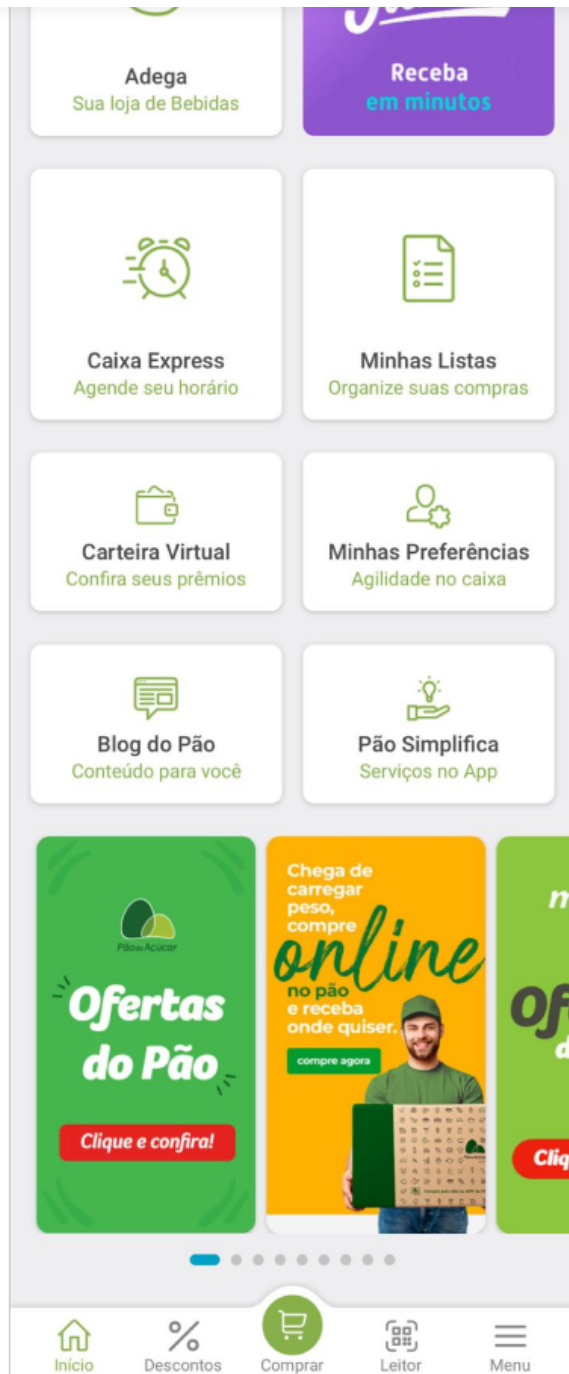 Adega
Sua loja de Bebidas
Receba
em minutos
Caixa Express
Agende seu horário
Minhas Listas
Organize suas compras
Carteira Virtual
Confira seus prêmios
Minhas Preferências
Agilidade no caixa
Blog do Pão
Conteúdo para você
Pão Simplifica
Serviços no App
Pão de Açúcar
Ofertas
do Pão
Clique e confira!
Chega de
carregar
peso,
compre
online
no pão
e receba
onde quiser.
compre agora
Início
Descontos
Comprar
Leitor
Menu